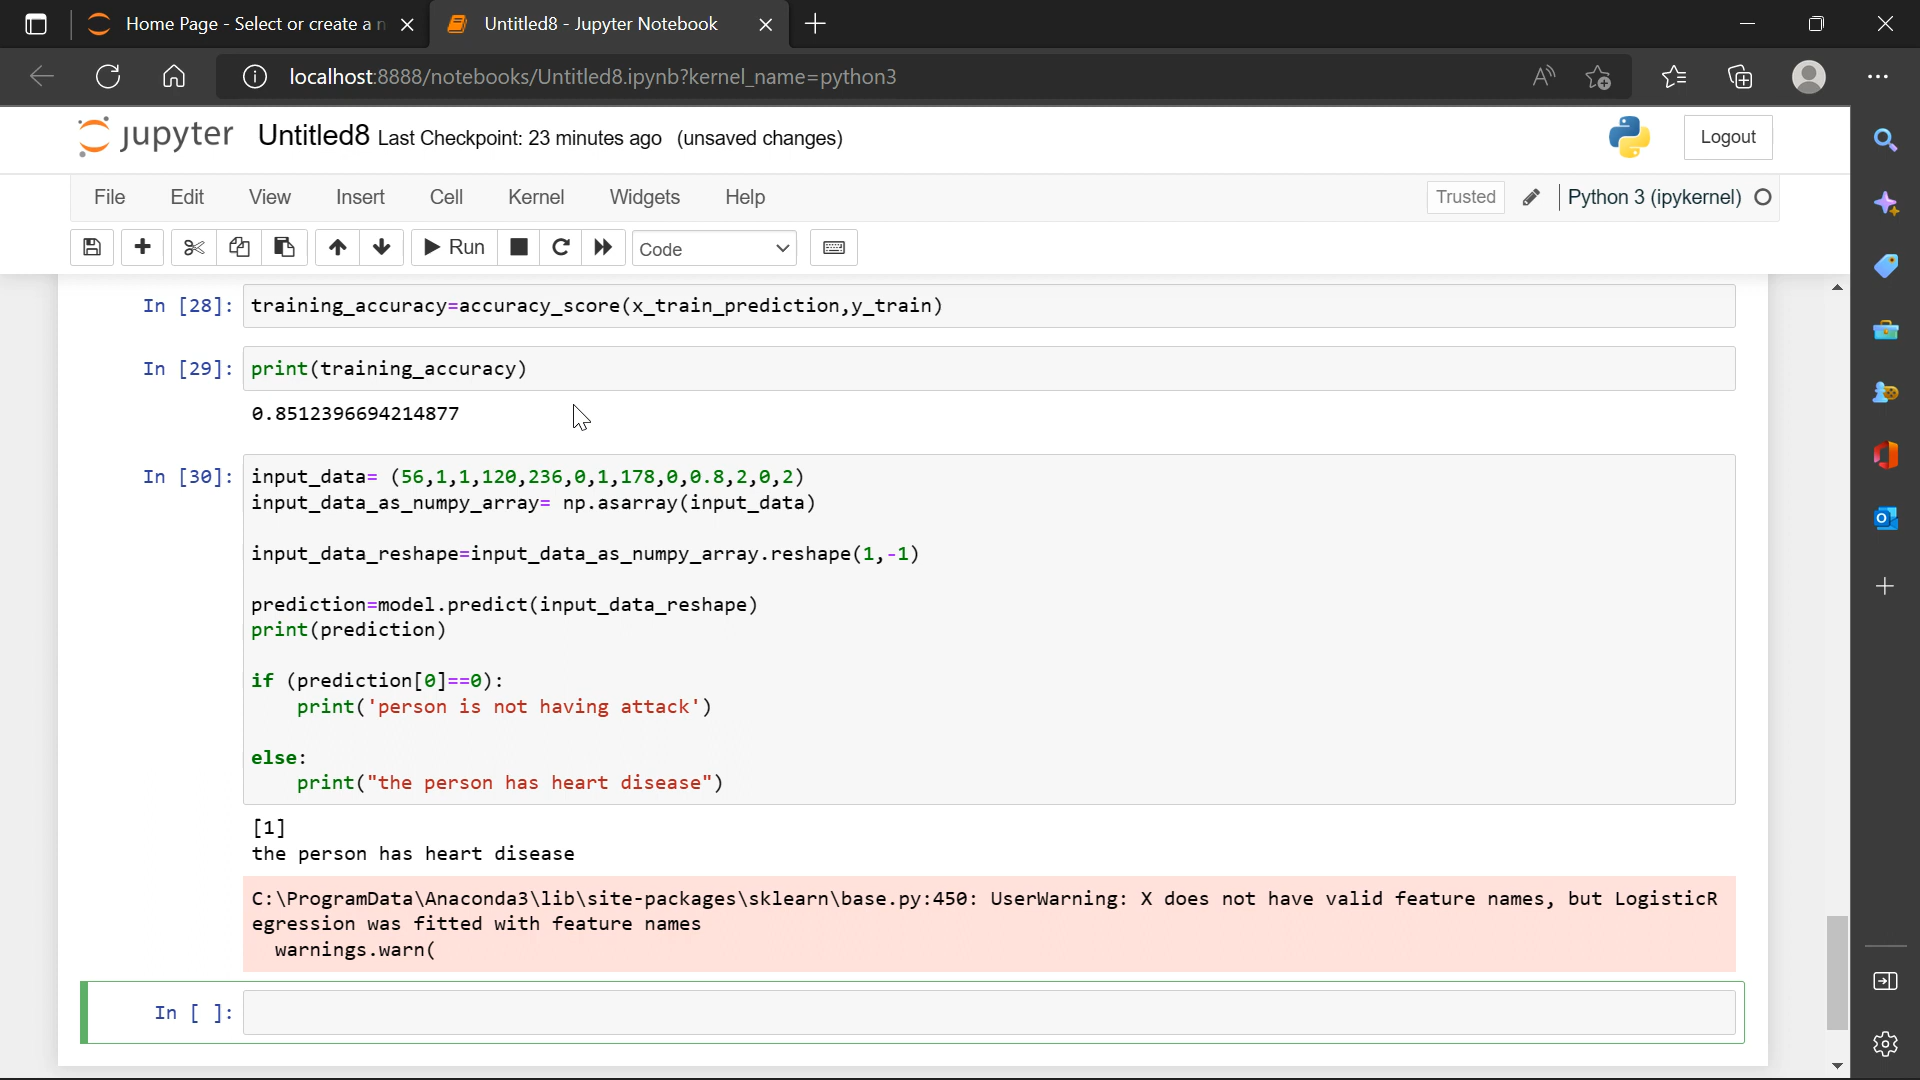 Home Page - Select or create a n
Untitled8 - Jupyter Notebook
localhost:8888/notebooks/Untitled8.ipynb?kernel_name=python3
jupyter Untitled8 Last Checkpoint: 23 minutes ago (unsaved changes)
Logout
File Edit View Insert Cell Kernel Widgets Help
Trusted
Python 3 (ipykernel)
Run
Code
In [28]: training_accuracy=accuracy_score(x_train_prediction,y_train)
In [29]: print(training_accuracy)
0.8512396694214877
In [30]: input_data= (56,1,1,120,236,0,1,178,0,0.8,2,0,2)
input_data_as_numpy_array= np.asarray(input_data)
input_data_reshape=input_data_as_numpy_array.reshape(1,-1)
prediction=model.predict(input_data_reshape)
print(prediction)
if (prediction[0]==0):
print('person is not having attack')
else:
print("the person has heart disease")
[1]
the person has heart disease
C:\ProgramData\Anaconda3\lib\site-packages\sklearn\base.py:450: UserWarning: X does not have valid feature names, but LogisticR
egression was fitted with feature names
warnings.warn(
In [ ]: